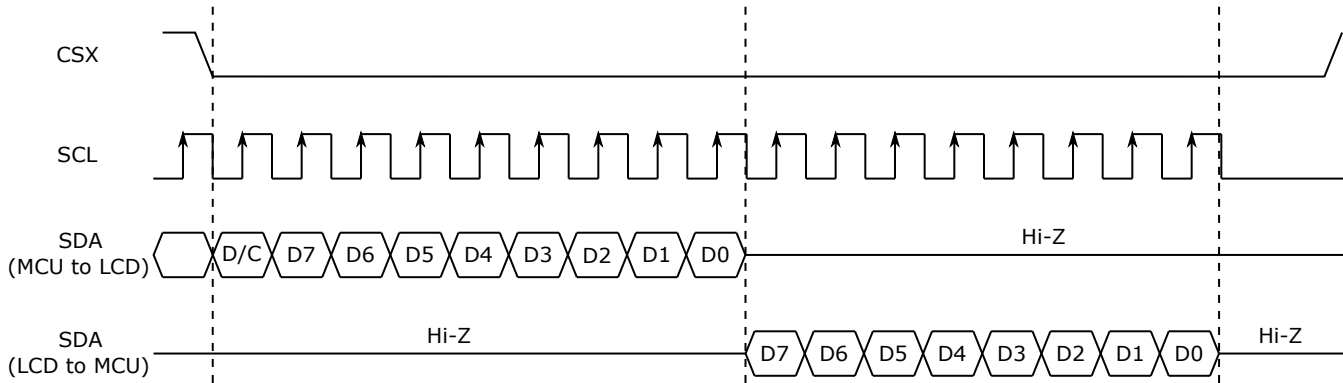 CSX
SCL
SDA
(MCU to LCD)
D/C D7 D6 D5 D4 D3 D2 D1 D0
Hi-Z
SDA
(LCD to MCU)
Hi-Z
D7 D6 D5 D4 D3 D2 D1 D0
Hi-Z